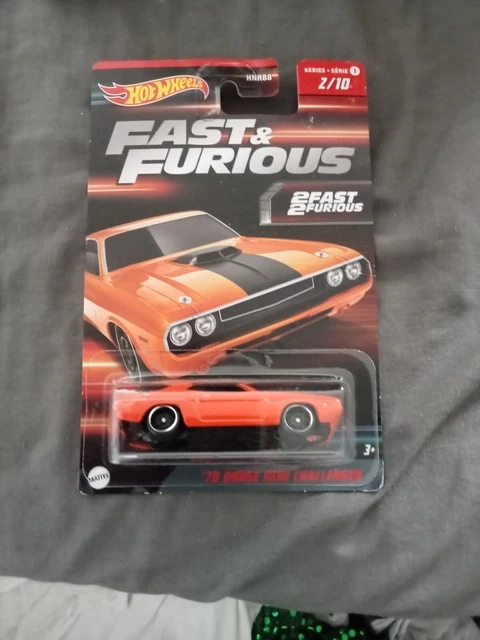 HOT WHEELS
HNR88
SERIES • SÉRIE 1
2/10
FAST &
FURIOUS
2FAST
2FURIOUS
3+
MATTEL
'70 DODGE HEMI CHALLENGER